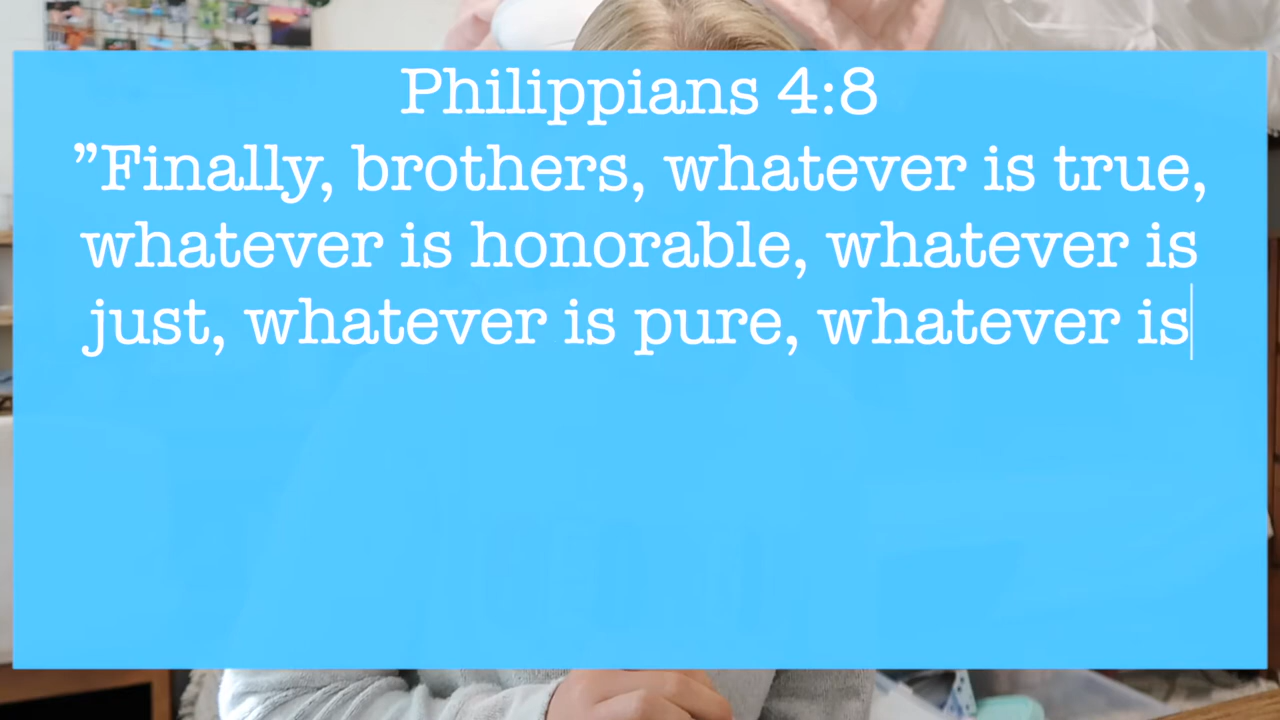 Philippians 4:8
”Finally, brothers, whatever is true,
whatever is honorable, whatever is
just, whatever is pure, whatever is